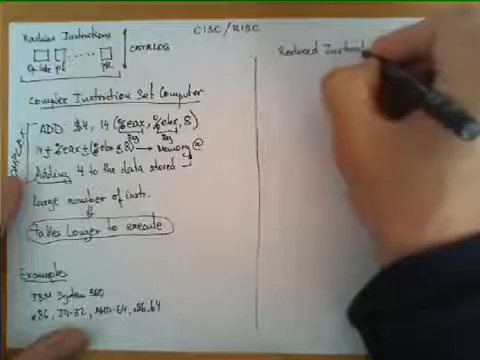 CISC/RISC
Machine Instructions
CATALOG
Complex Instruction Set Computer
ADD $4, 14 (%eax, %ebx, 8)
14+%eax+(%ebx*8) → Memory @
Adding 4 to the data stored
Large number of instr.
Takes Longer to execute
Examples
IBM System 360
x86, IA-32, AMD-64, x86-64
Reduced Ins